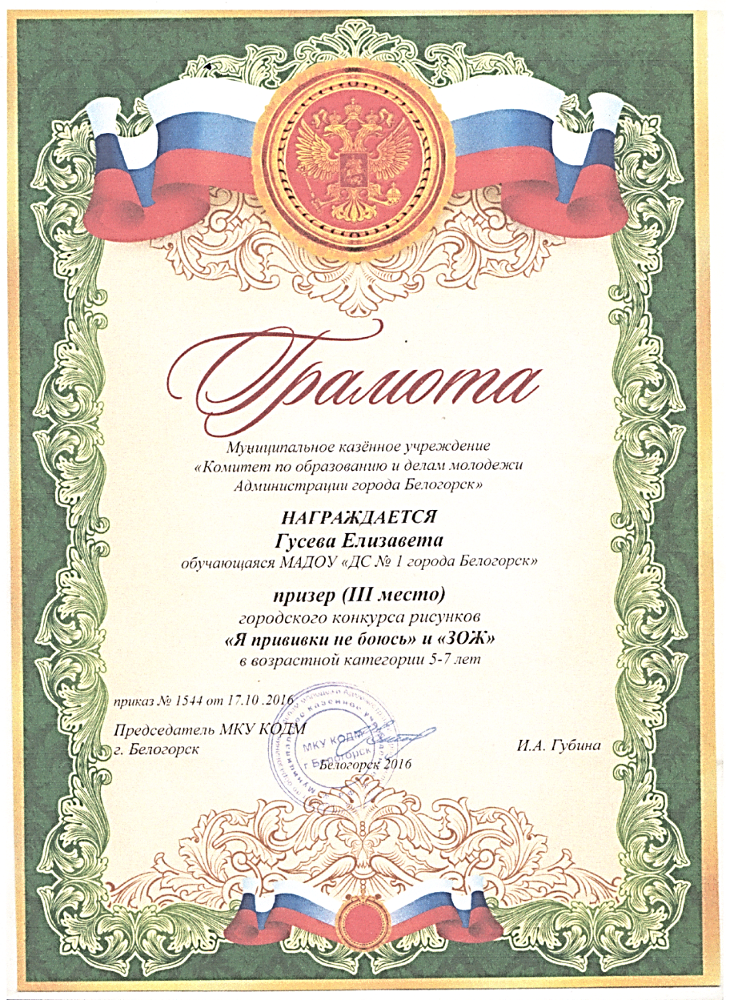 Грамота
Муниципальное казённое учреждение
«Комитет по образованию и делам молодежи
Администрации города Белогорск»
НАГРАЖДАЕТСЯ
Гусева Елизавета
обучающаяся МАДОУ «ДС № 1 города Белогорск»
призер (III место)
городского конкурса рисунков
«Я прививки не боюсь» и «ЗОЖ»
в возрастной категории 5-7 лет
приказ № 1544 от 17.10 .2016
Председатель МКУ КОДМ
г. Белогорск
И.А. Губина
МКУ КОДМ
г Белогорск
Белогорск 2016